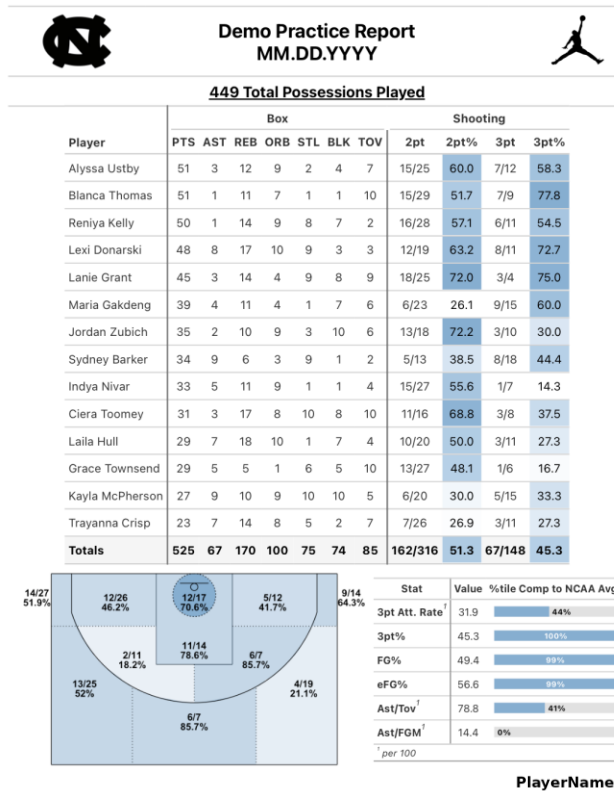 Demo Practice Report
MM.DD.YYYY
449 Total Possessions Played
Box Shooting
Player PTS AST REB ORB STL BLK TOV 2pt 2pt% 3pt 3pt%
Alyssa Ustby 51 3 12 9 2 4 7 15/25 60.0 7/12 58.3
Blanca Thomas 51 1 11 7 1 1 10 15/29 51.7 7/9 77.8
Reniya Kelly 50 1 14 9 8 7 2 16/28 57.1 6/11 54.5
Lexi Donarski 48 8 17 10 9 3 3 12/19 63.2 8/11 72.7
Lanie Grant 45 3 14 4 9 8 9 18/25 72.0 3/4 75.0
Maria Gakdeng 39 4 11 4 1 7 6 6/23 26.1 9/15 60.0
Jordan Zubich 35 2 10 9 3 10 6 13/18 72.2 3/10 30.0
Sydney Barker 34 9 6 3 9 1 2 5/13 38.5 8/18 44.4
Indya Nivar 33 5 11 9 1 1 4 15/27 55.6 1/7 14.3
Ciera Toomey 31 3 17 8 10 8 10 11/16 68.8 3/8 37.5
Laila Hull 29 7 18 10 1 7 4 10/20 50.0 3/11 27.3
Grace Townsend 29 5 5 1 6 5 10 13/27 48.1 1/6 16.7
Kayla McPherson 27 9 10 9 10 10 5 6/20 30.0 5/15 33.3
Trayanna Crisp 23 7 14 8 5 2 7 7/26 26.9 3/11 27.3
Totals 525 67 170 100 75 74 85 162/316 51.3 67/148 45.3
14/27
51.9%
12/26
46.2%
12/17
70.6%
5/12
41.7%
9/14
64.3%
11/14
78.6%
2/11
18.2%
6/7
85.7%
13/25
52%
4/19
21.1%
6/7
85.7%
Stat Value %tile Comp to NCAA Avg
3pt Att. Rate¹ 31.9 44%
3pt% 45.3 100%
FG% 49.4 99%
eFG% 56.6 99%
Ast/Tov¹ 78.8 41%
Ast/FGM¹ 14.4 0%
¹ per 100
PlayerName